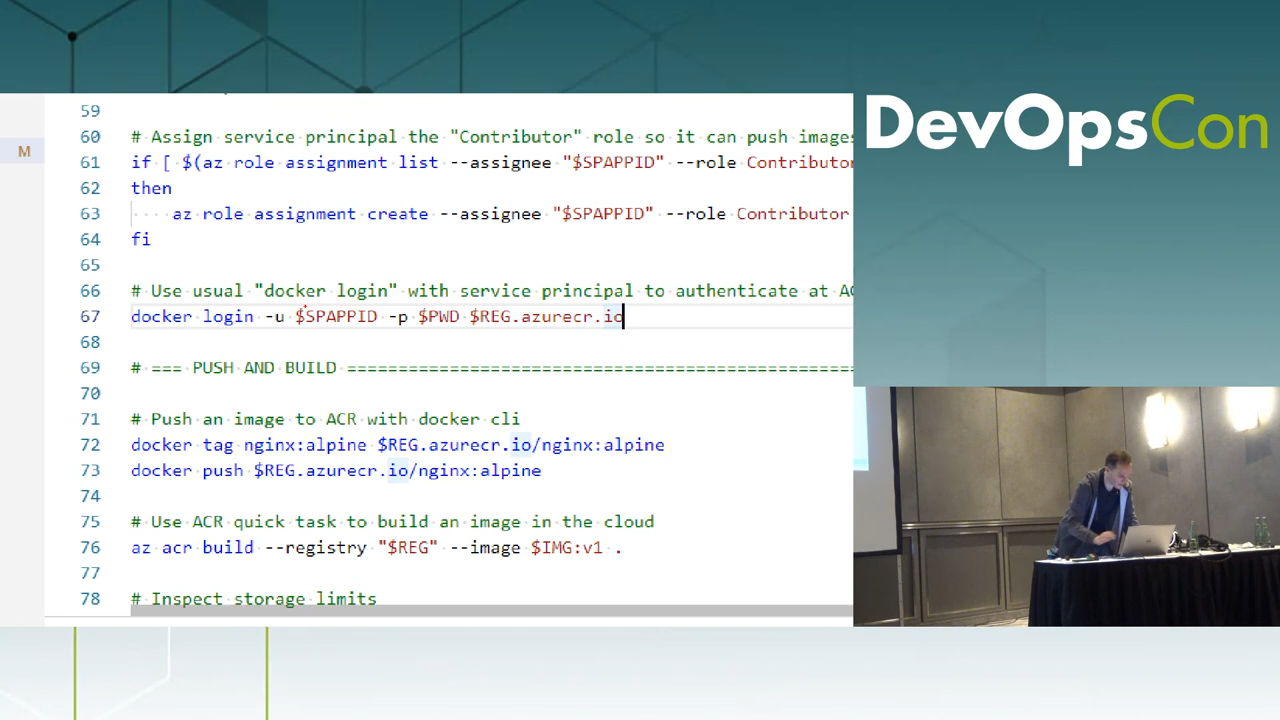 M
59
60 # Assign service principal the "Contributor" role so it can push images
61 if [ $(az role assignment list --assignee "$SPAPPID" --role Contributor
62 then
63 az role assignment create --assignee "$SPAPPID" --role Contributor
64 fi
65
66 # Use usual "docker login" with service principal to authenticate at AC
67 docker login -u $SPAPPID -p $PWD $REG.azurecr.io
68
69 # === PUSH AND BUILD ==================================================
70
71 # Push an image to ACR with docker cli
72 docker tag nginx:alpine $REG.azurecr.io/nginx:alpine
73 docker push $REG.azurecr.io/nginx:alpine
74
75 # Use ACR quick task to build an image in the cloud
76 az acr build --registry "$REG" --image $IMG:v1 .
77
78 # Inspect storage limits
DevOpsCon